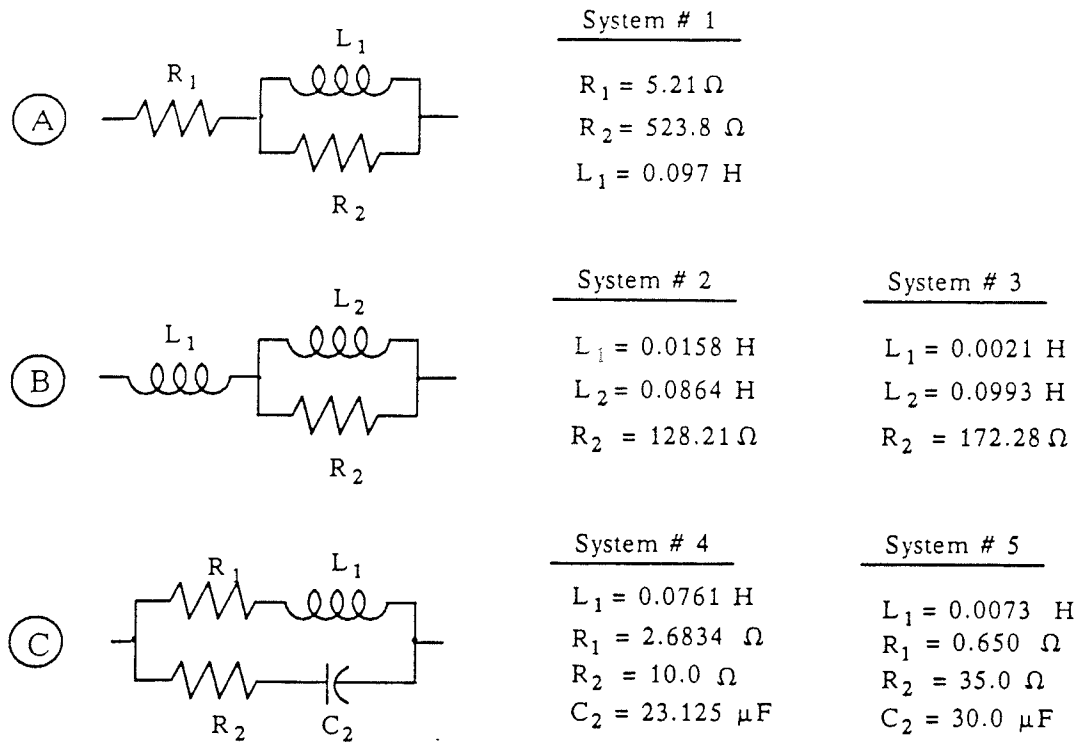 System # 1
L₁
R₁
A
R₂
R₁ = 5.21 Ω
R₂ = 523.8 Ω
L₁ = 0.097 H
System # 2
System # 3
L₂
L₁
B
R₂
L₁ = 0.0158 H
L₂ = 0.0864 H
R₂ = 128.21 Ω
L₁ = 0.0021 H
L₂ = 0.0993 H
R₂ = 172.28 Ω
System # 4
System # 5
R₁
L₁
C
R₂
C₂
L₁ = 0.0761 H
R₁ = 2.6834 Ω
R₂ = 10.0 Ω
C₂ = 23.125 μF
L₁ = 0.0073 H
R₁ = 0.650 Ω
R₂ = 35.0 Ω
C₂ = 30.0 μF